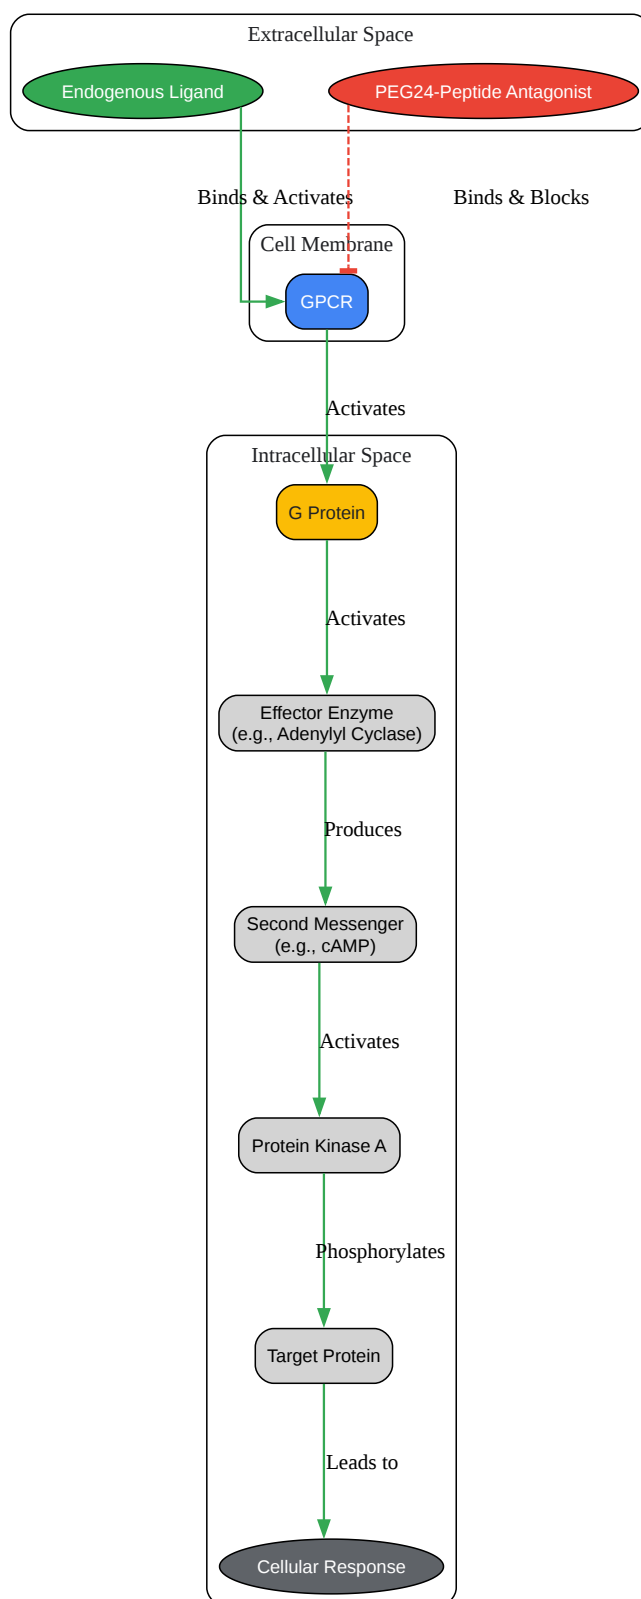 Extracellular Space
Endogenous Ligand
PEG24-Peptide Antagonist
Binds & Activates
Binds & Blocks
Cell Membrane
GPCR
Activates
Intracellular Space
G Protein
Activates
Effector Enzyme
(e.g., Adenylyl Cyclase)
Produces
Second Messenger
(e.g., cAMP)
Activates
Protein Kinase A
Phosphorylates
Target Protein
Leads to
Cellular Response